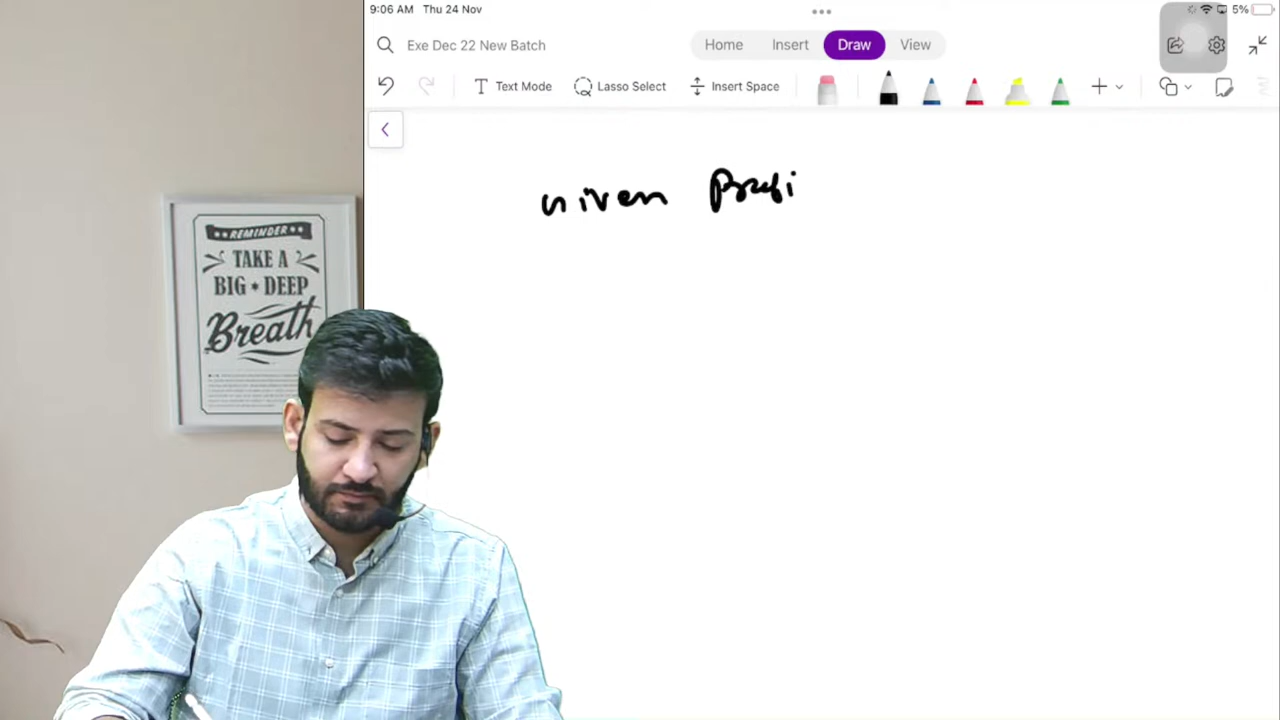 9:06 AM Thu 24 Nov
5%
Exe Dec 22 New Batch
Home Insert Draw View
Text Mode Lasso Select Insert Space
REMINDER
TAKE A
BIG DEEP
Breath